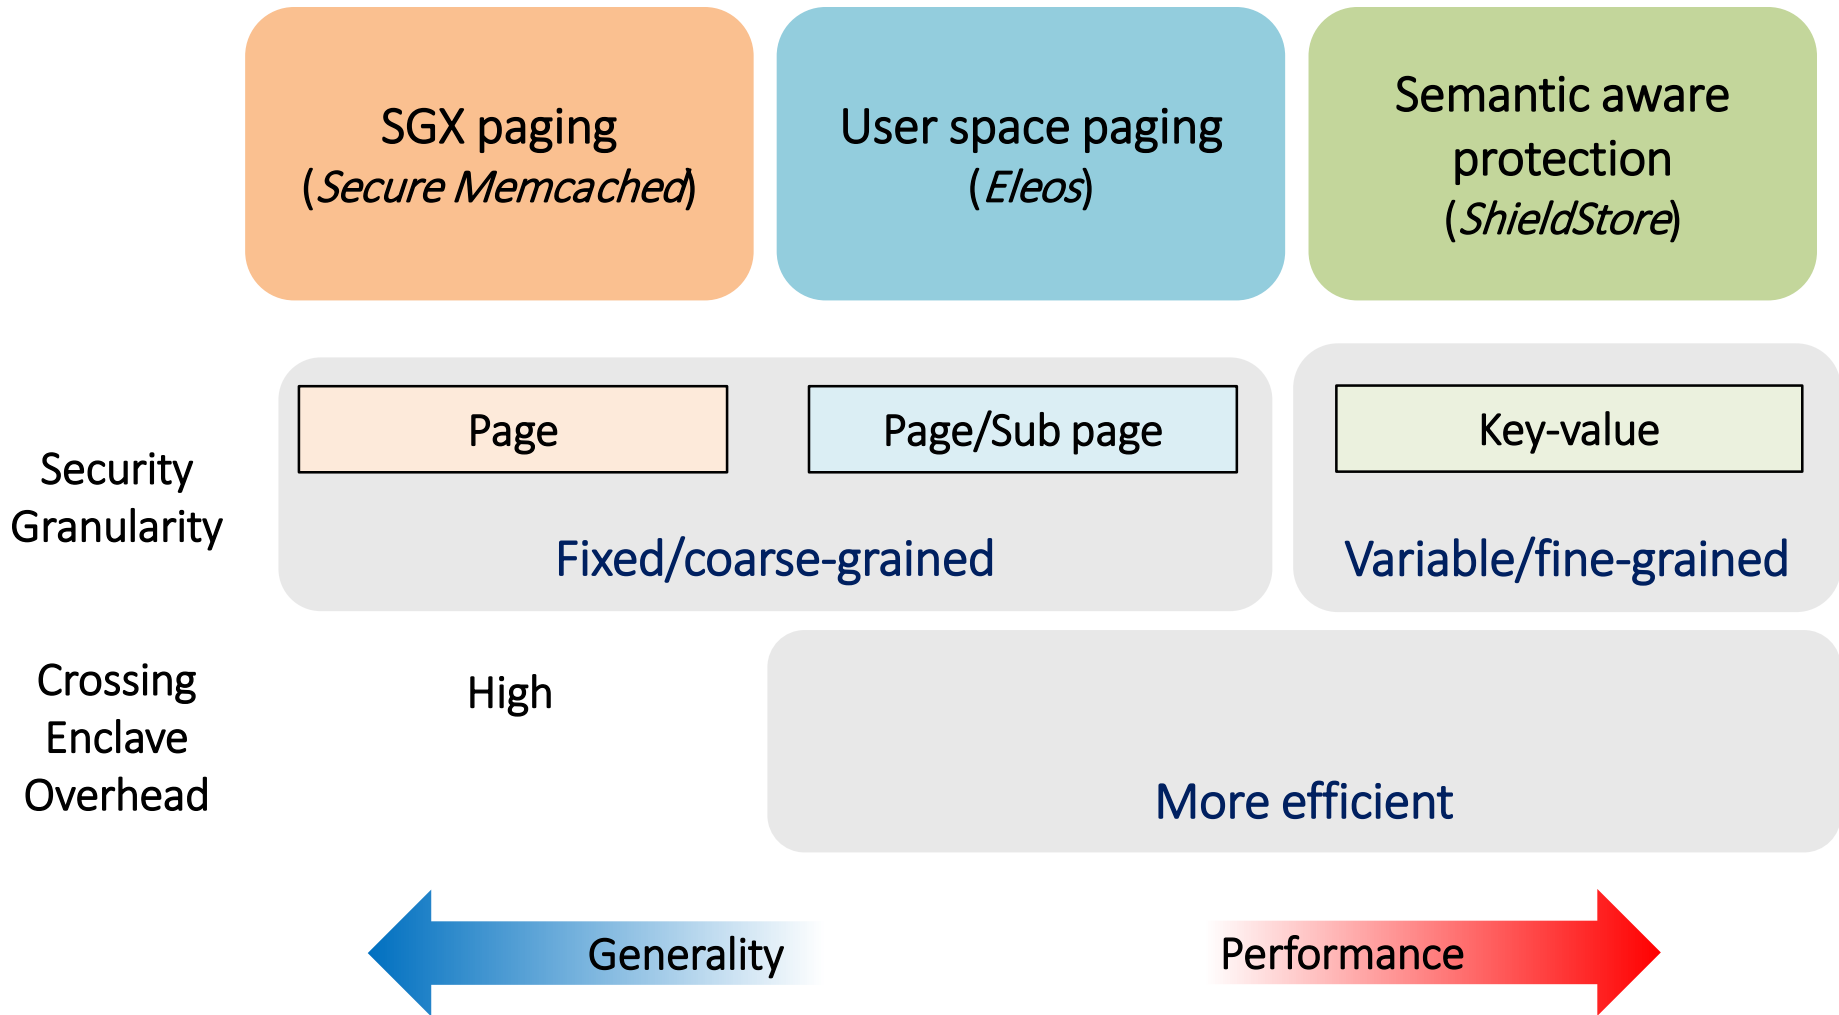 SGX paging
(Secure Memcached)
User space paging
(Eleos)
Semantic aware
protection
(ShieldStore)
Security
Granularity
Page
Page/Sub page
Key-value
Fixed/coarse-grained
Variable/fine-grained
Crossing
Enclave
Overhead
High
More efficient
Generality
Performance